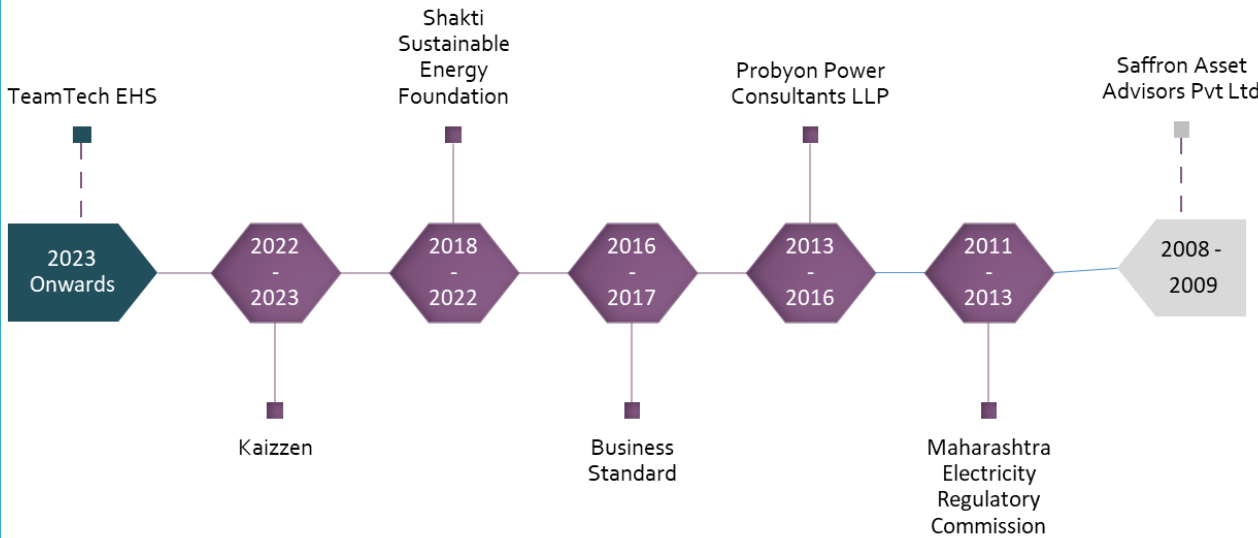 TeamTech EHS
2023
Onwards
2022
-
2023
Kaizzen
Shakti
Sustainable
Energy
Foundation
2018
-
2022
2016
-
2017
Business
Standard
Probyon Power
Consultants LLP
2013
-
2016
2011
-
2013
Maharashtra
Electricity
Regulatory
Commission
Saffron Asset
Advisors Pvt Ltd
2008 -
2009